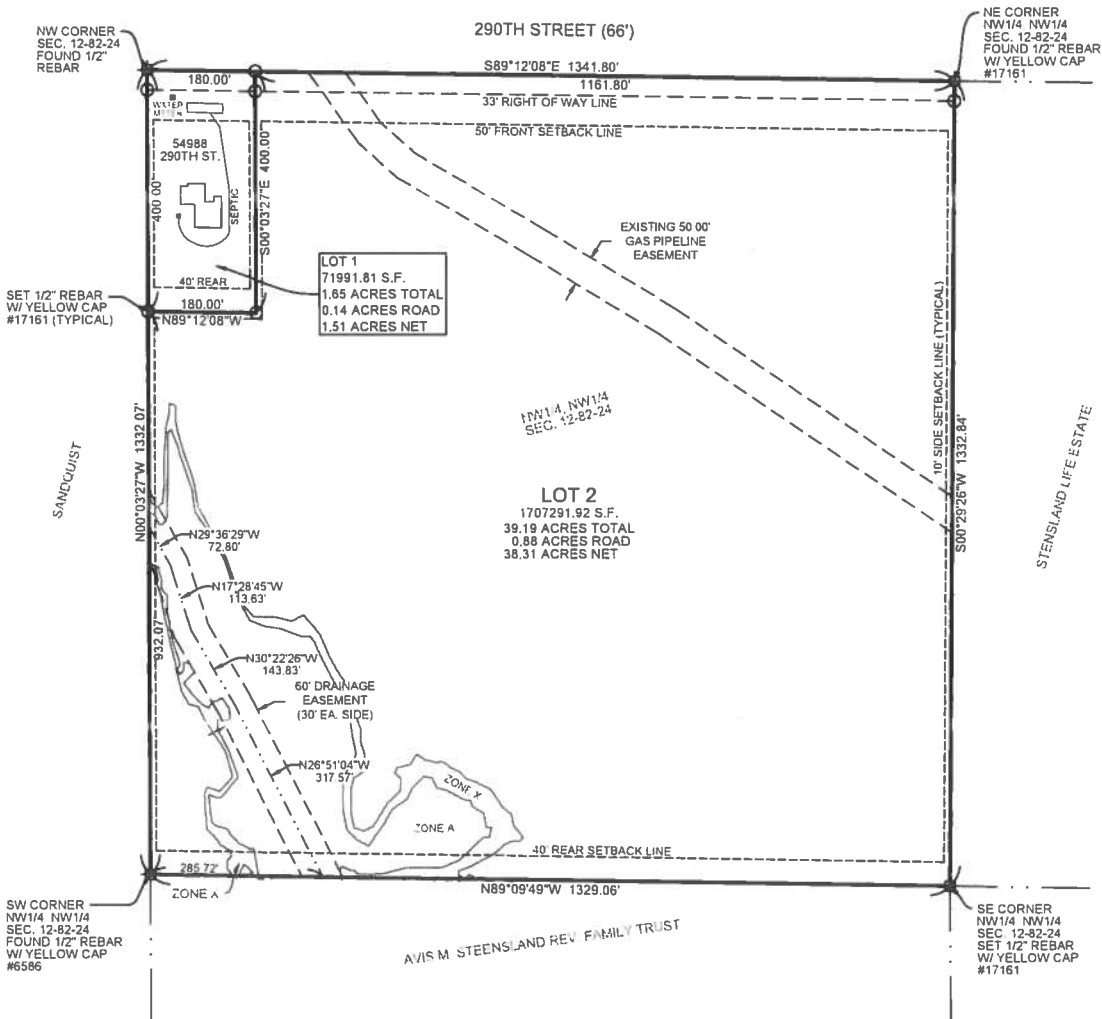 290TH STREET (66')
NW CORNER
SEC. 12-82-24
FOUND 1/2" REBAR
NE CORNER
NW1/4 NW1/4
SEC. 12-82-24
FOUND 1/2" REBAR
W/ YELLOW CAP
#17161
S89°12'08"E 1341.80'
180.00'
1161.80'
33' RIGHT OF WAY LINE
50' FRONT SETBACK LINE
WATER
METER
54988
290TH ST.
SEPTIC
400.00'
S00°03'27"E 400.00'
40' REAR
180.00'
N89°12'08"W
LOT 1
71991.81 S.F.
1.65 ACRES TOTAL
0.14 ACRES ROAD
1.51 ACRES NET
EXISTING 50.00'
GAS PIPELINE
EASEMENT
SET 1/2" REBAR
W/ YELLOW CAP
#17161 (TYPICAL)
10' SIDE SETBACK LINE (TYPICAL)
NW1/4, NW1/4
SEC. 12-82-24
SANDQUIST
N00°03'27"W 1332.07'
S00°29'26"W 1332.84'
STENSLAND LIFE ESTATE
LOT 2
1707291.92 S.F.
39.19 ACRES TOTAL
0.88 ACRES ROAD
38.31 ACRES NET
N29°36'29"W
72.80'
N17°28'45"W
113.63'
932.07'
N30°22'26"W
143.83'
60' DRAINAGE
EASEMENT
(30' EA. SIDE)
N26°51'04"W
317.57'
ZONE X
ZONE A
40' REAR SETBACK LINE
285.72'
ZONE X
N89°09'49"W 1329.06'
SW CORNER
NW1/4 NW1/4
SEC. 12-82-24
FOUND 1/2" REBAR
W/ YELLOW CAP
#6586
AVIS M. STEENSLAND REV. FAMILY TRUST
SE CORNER
NW1/4 NW1/4
SEC. 12-82-24
SET 1/2" REBAR
W/ YELLOW CAP
#17161